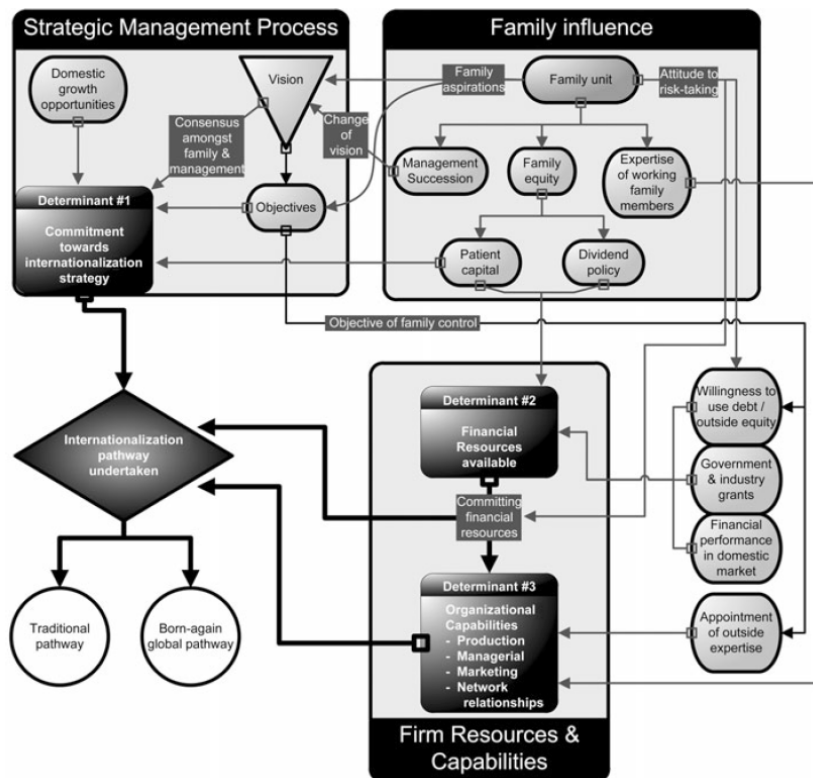 Strategic Management Process
Domestic
growth
opportunities
Vision
Consensus
amongst
family &
management
Change
of
vision
Objectives
Determinant #1
Commitment
towards
internationalization
strategy
Family influence
Family
aspirations
Family unit
Attitude to
risk-taking
Management
Succession
Family
equity
Expertise
of working
family
members
Patient
capital
Dividend
policy
Objective of family control
Internationalization
pathway
undertaken
Traditional
pathway
Born-again
global pathway
Determinant #2
Financial
Resources
available
Committing
financial
resources
Determinant #3
Organizational
Capabilities
- Production
- Managerial
- Marketing
- Network
relationships
Firm Resources &
Capabilities
Willingness to
use debt /
outside equity
Government
& industry
grants
Financial
performance
in domestic
market
Appointment
of outside
expertise